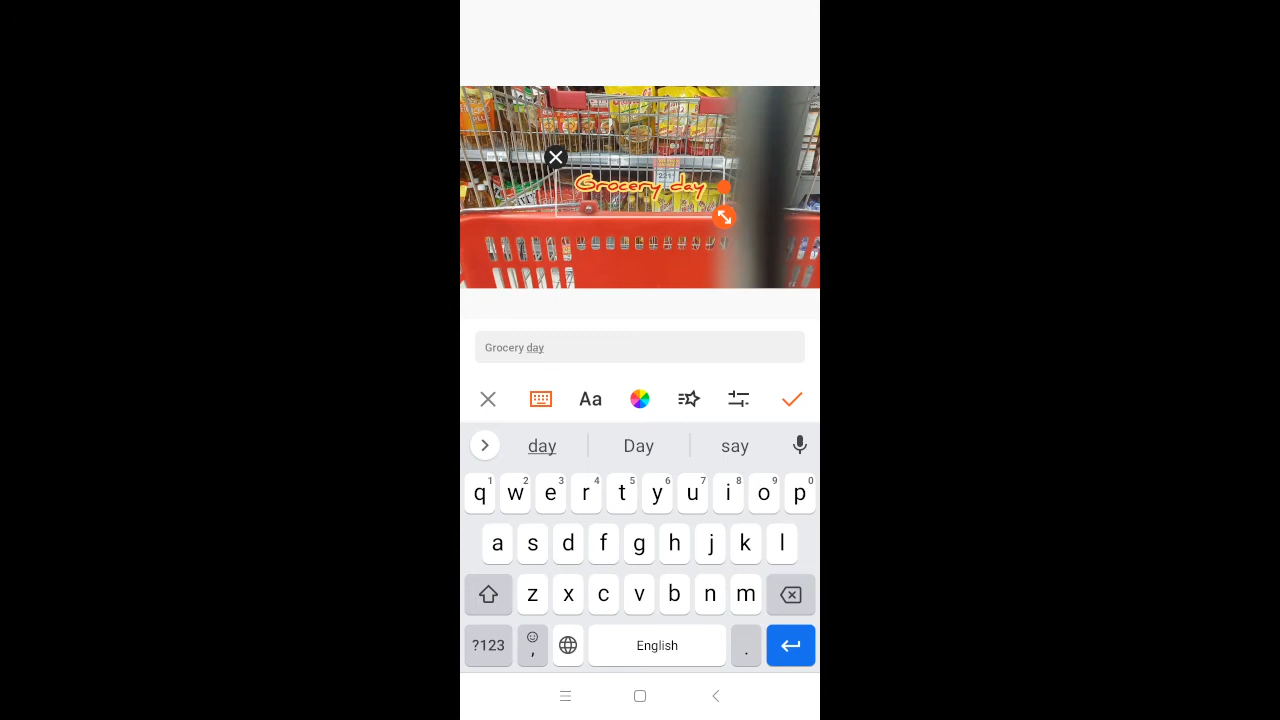 Grocery day
Grocery day
day Day say
q1 w2 e3 r4 t5 y6 u7 i8 o9 p0
a s d f g h j k l
z x c v b n m
?123 , English .